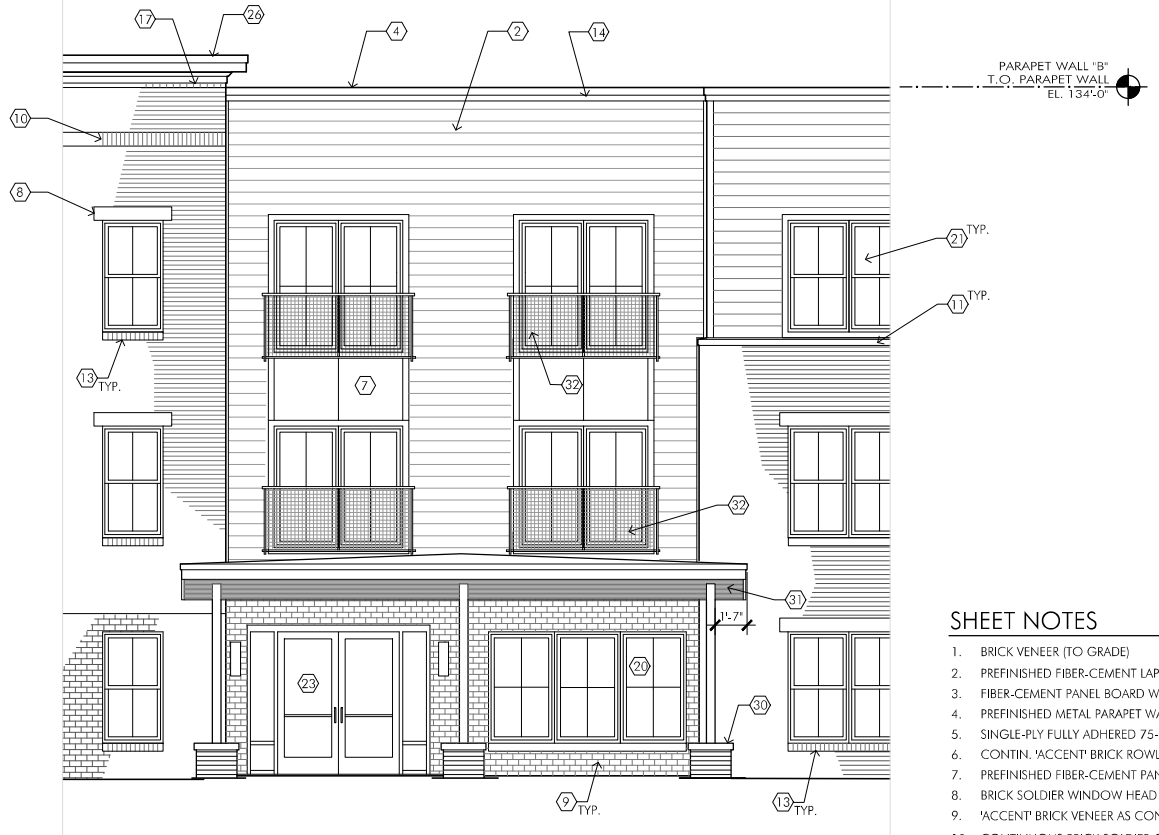 17
26
4
2
14
PARAPET WALL "B"
T.O. PARAPET WALL
EL. 134'-0"
10
8
21 TYP.
11 TYP.
13 TYP.
7
32
32
31
1'-7"
23
20
30
9 TYP.
13 TYP.
SHEET NOTES
1. BRICK VENEER (TO GRADE)
2. PREFINISHED FIBER-CEMENT LAP
3. FIBER-CEMENT PANEL BOARD W
4. PREFINISHED METAL PARAPET WA
5. SINGLE-PLY FULLY ADHERED 75-
6. CONTIN. 'ACCENT' BRICK ROWL
7. PREFINISHED FIBER-CEMENT PAN
8. BRICK SOLDIER WINDOW HEAD
9. 'ACCENT' BRICK VENEER AS CON